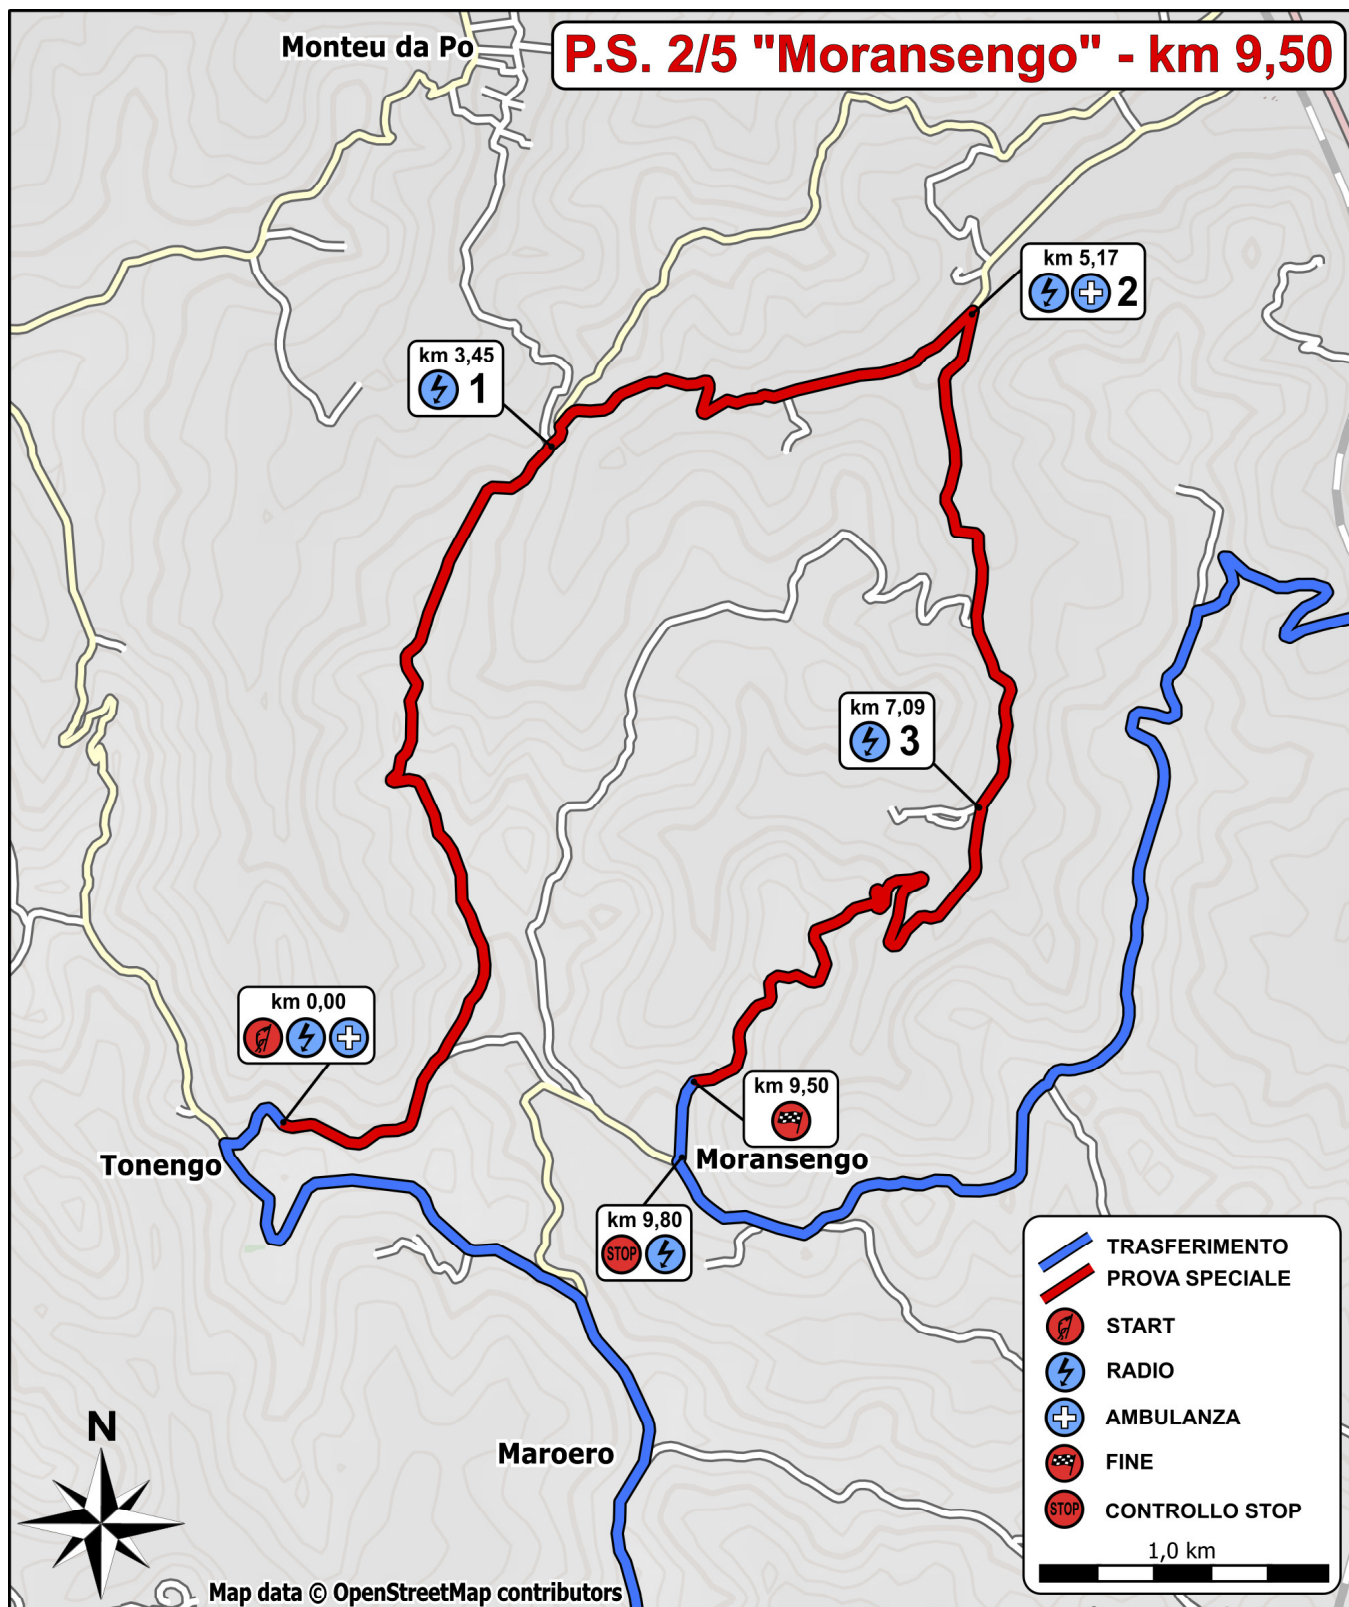 Monteu da Po
P.S. 2/5 "Moransengo" - km 9,50
km 5,17
2
km 3,45
1
km 7,09
3
km 0,00
km 9,50
Tonengo
Moransengo
km 9,80
STOP
TRASFERIMENTO
PROVA SPECIALE
START
RADIO
AMBULANZA
FINE
STOP
CONTROLLO STOP
1,0 km
N
Maroero
Map data © OpenStreetMap contributors